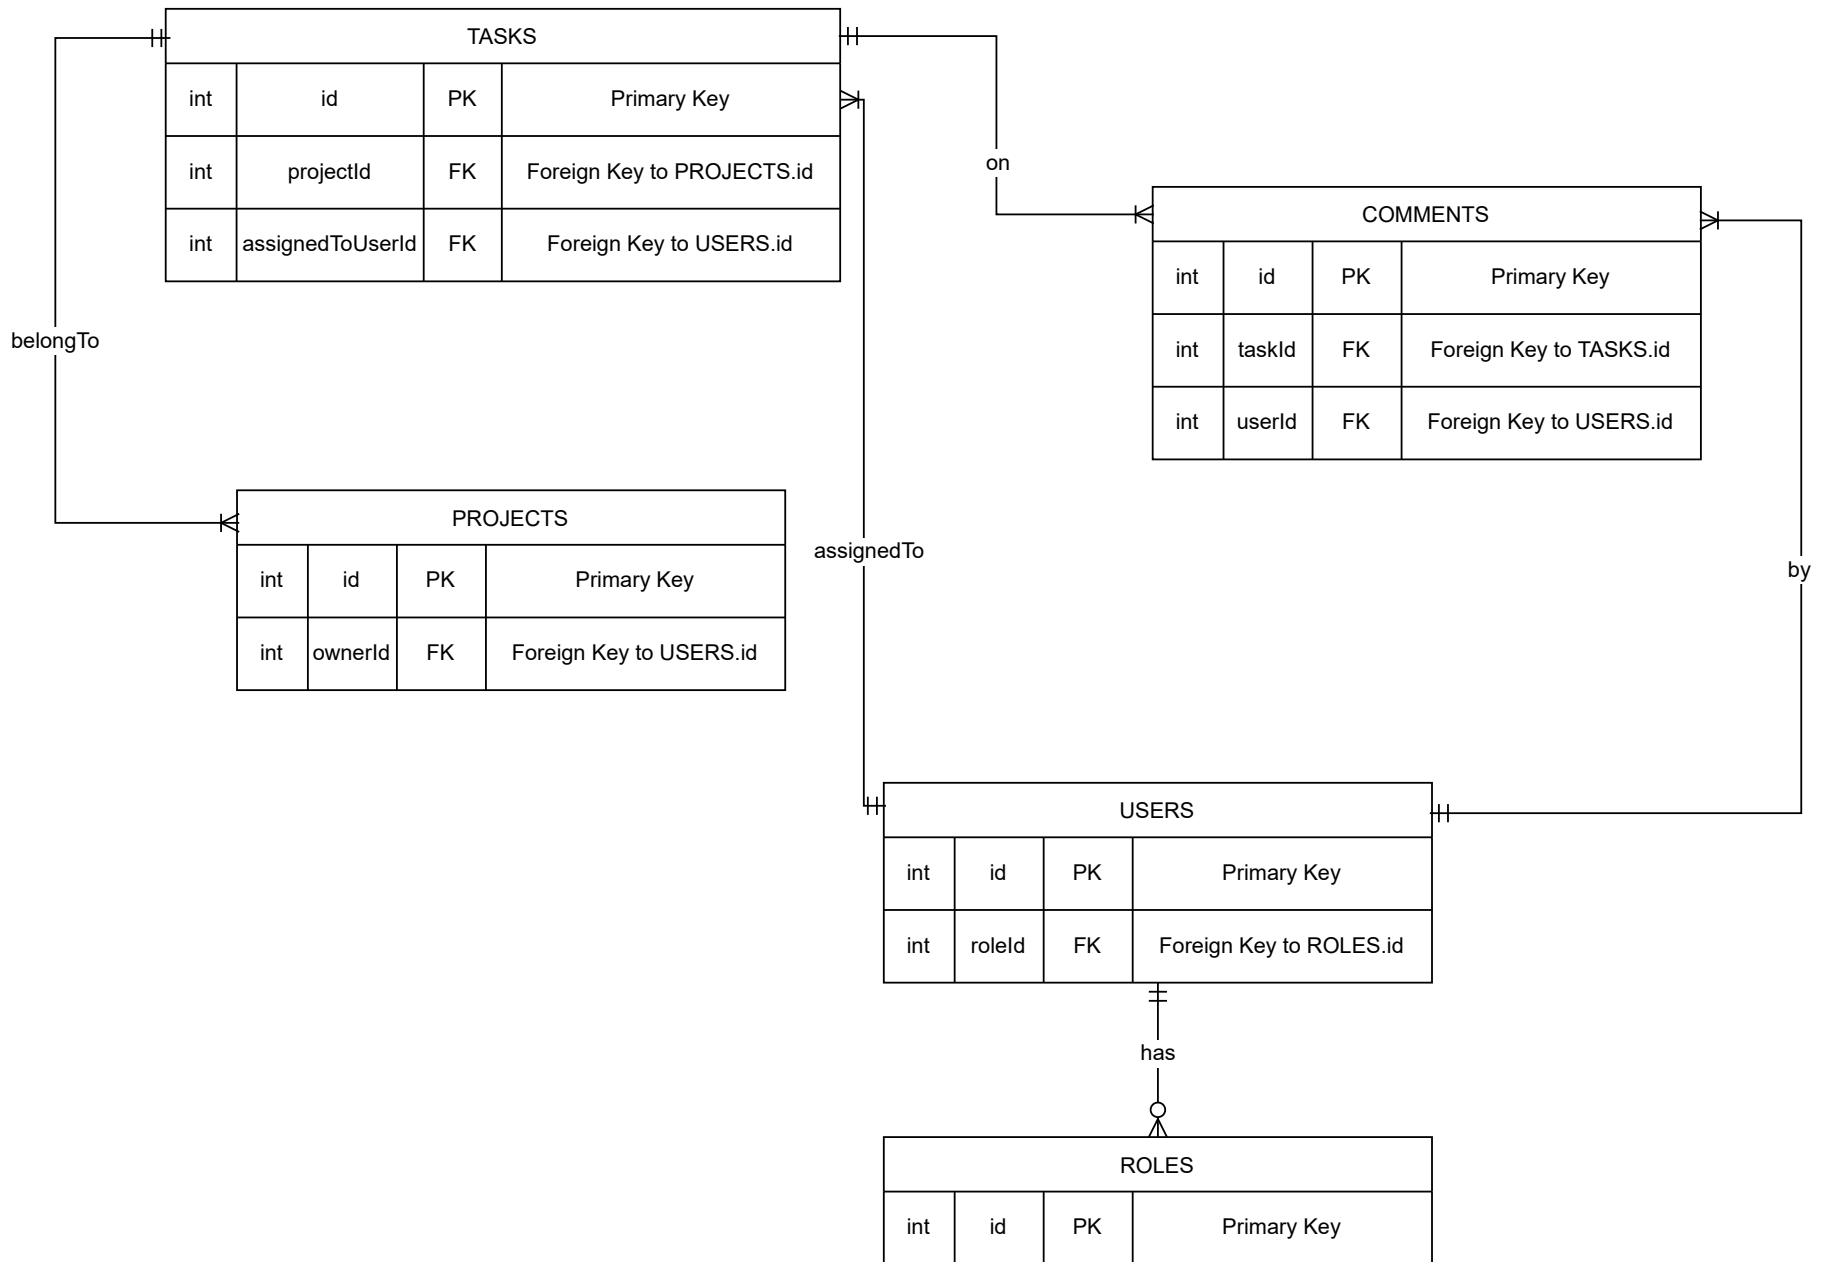 TASKS
int id PK Primary Key
int projectId FK Foreign Key to PROJECTS.id
int assignedToUserId FK Foreign Key to USERS.id
on
COMMENTS
int id PK Primary Key
int taskId FK Foreign Key to TASKS.id
int userId FK Foreign Key to USERS.id
belongTo
PROJECTS
int id PK Primary Key
int ownerId FK Foreign Key to USERS.id
assignedTo
by
USERS
int id PK Primary Key
int roleId FK Foreign Key to ROLES.id
has
ROLES
int id PK Primary Key